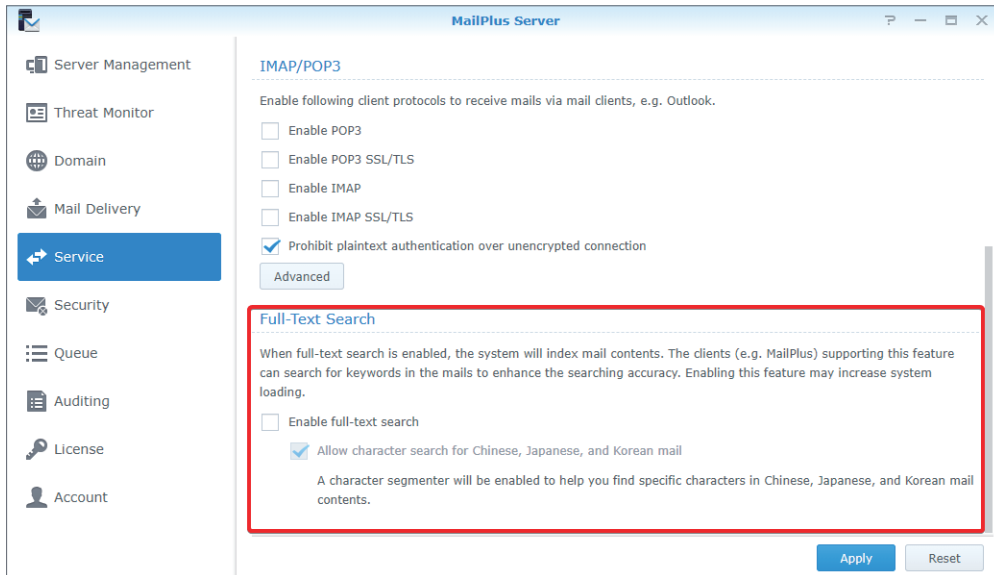 MailPlus Server
Server Management
Threat Monitor
Domain
Mail Delivery
Service
Security
Queue
Auditing
License
Account
IMAP/POP3
Enable following client protocols to receive mails via mail clients, e.g. Outlook.
Enable POP3
Enable POP3 SSL/TLS
Enable IMAP
Enable IMAP SSL/TLS
Prohibit plaintext authentication over unencrypted connection
Advanced
Full-Text Search
When full-text search is enabled, the system will index mail contents. The clients (e.g. MailPlus) supporting this feature
can search for keywords in the mails to enhance the searching accuracy. Enabling this feature may increase system
loading.
Enable full-text search
Allow character search for Chinese, Japanese, and Korean mail
A character segmenter will be enabled to help you find specific characters in Chinese, Japanese, and Korean mail
contents.
Apply
Reset